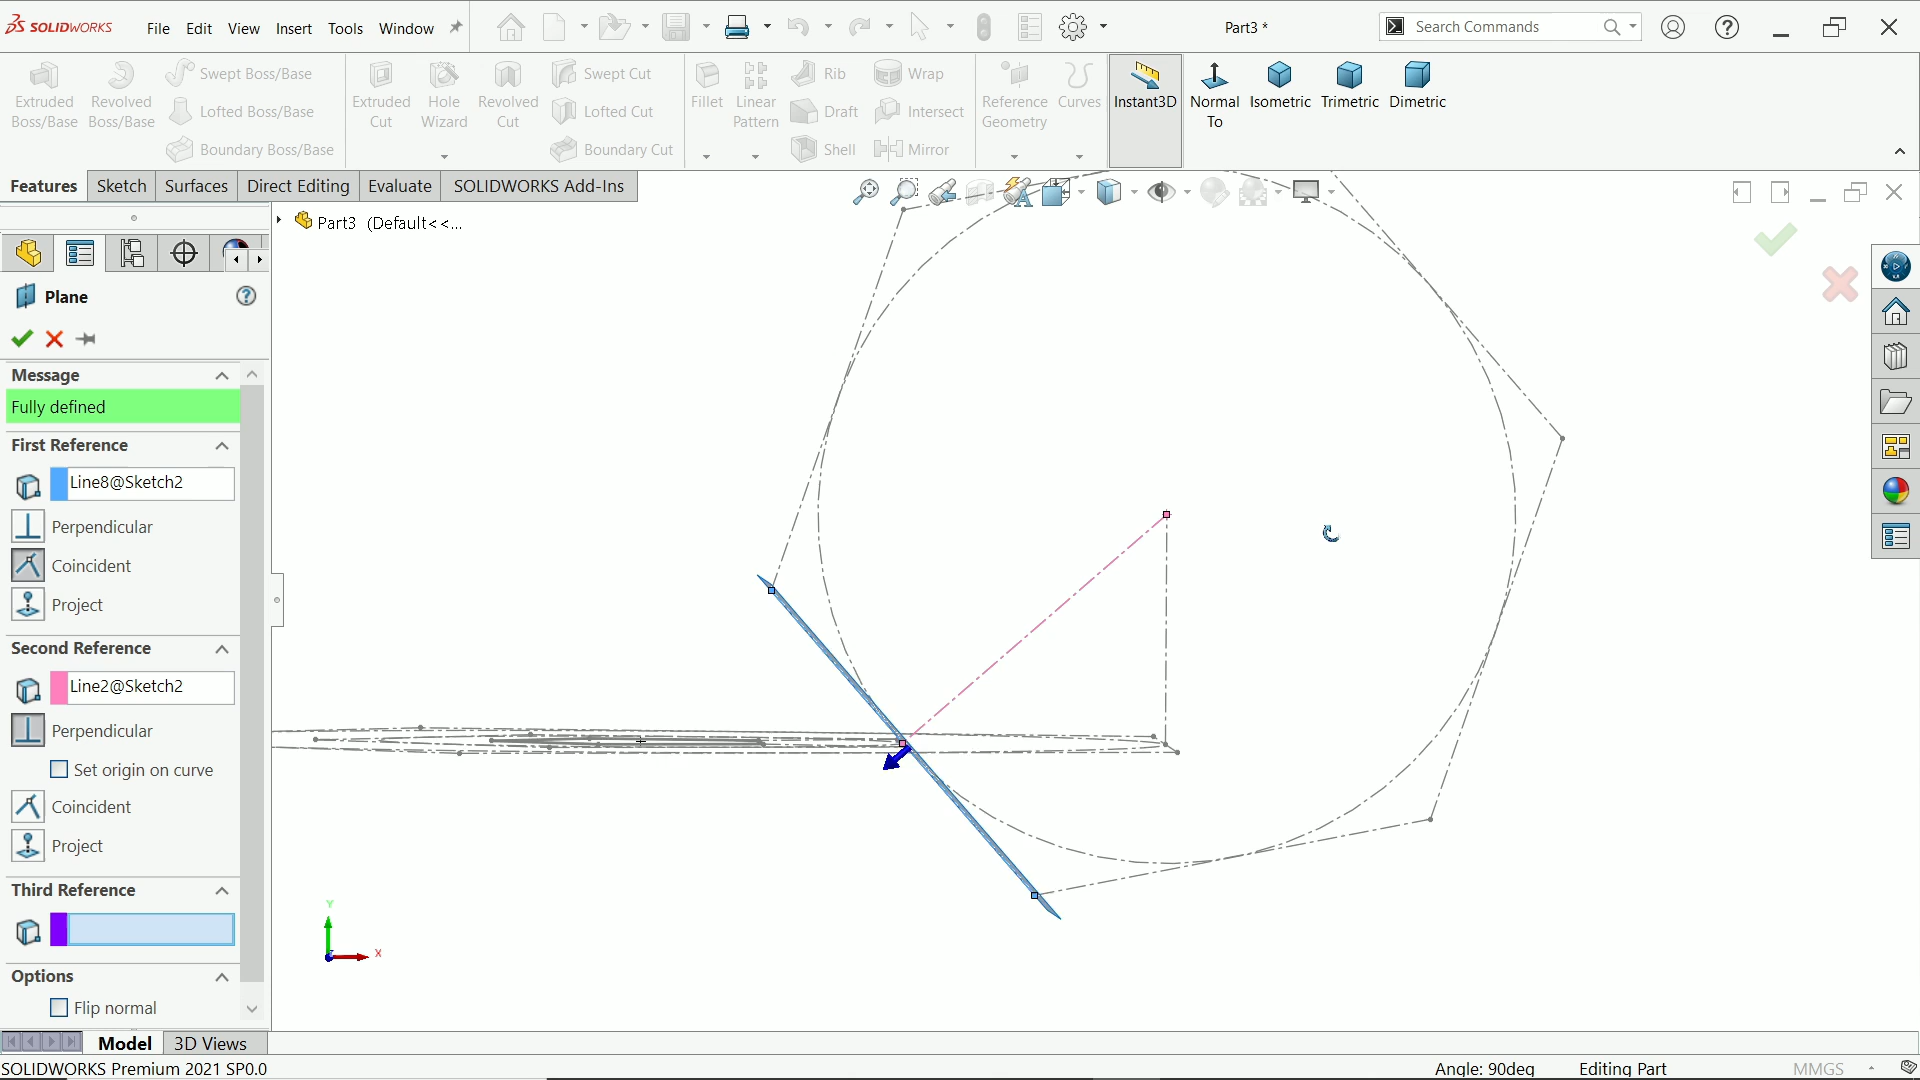 SOLIDWORKS File Edit View Insert Tools Window Part3 * Search Commands
Extruded Boss/Base
Revolved Boss/Base
Swept Boss/Base
Lofted Boss/Base
Boundary Boss/Base
Extruded Cut
Hole Wizard
Revolved Cut
Swept Cut
Lofted Cut
Boundary Cut
Fillet
Linear Pattern
Rib
Draft
Shell
Wrap
Intersect
Mirror
Reference Geometry
Curves
Instant3D
Normal To
Isometric
Trimetric
Dimetric
Features Sketch Surfaces Direct Editing Evaluate SOLIDWORKS Add-Ins
Part3 (Default<<...
Plane
Message
Fully defined
First Reference
Line8@Sketch2
Perpendicular
Coincident
Project
Second Reference
Line2@Sketch2
Perpendicular
Set origin on curve
Coincident
Project
Third Reference
Options
Flip normal
Y
X
Model 3D Views
SOLIDWORKS Premium 2021 SP0.0 Angle: 90deg Editing Part MMGS